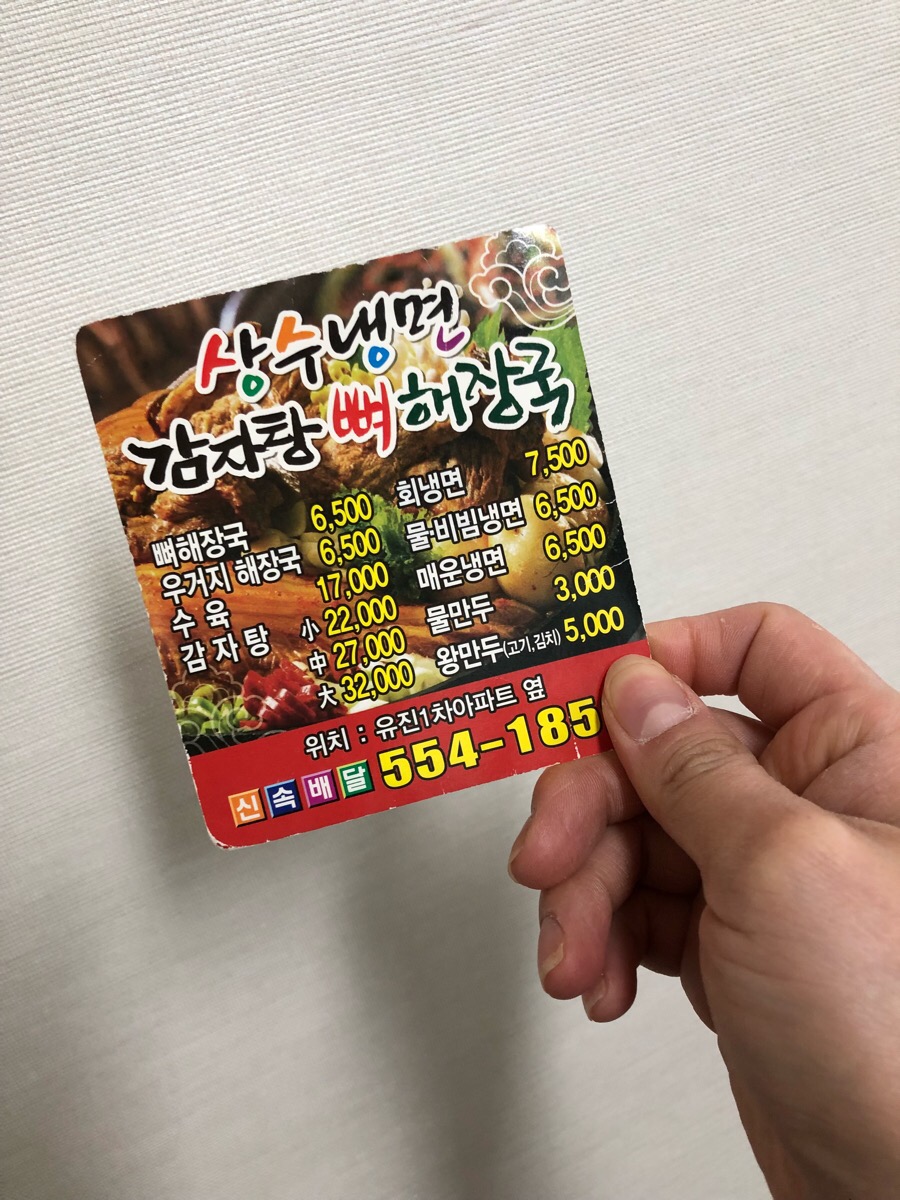 상수냉면
감자탕 뼈해장국
뼈해장국 6,500
우거지 해장국 6,500
수 육 17,000
감 자 탕 小 22,000
中 27,000
大 32,000
회냉면 7,500
물·비빔냉면 6,500
매운냉면 6,500
물만두 3,000
왕만두(고기,김치) 5,000
위치 : 유진1차아파트 옆
신속배달 554-185